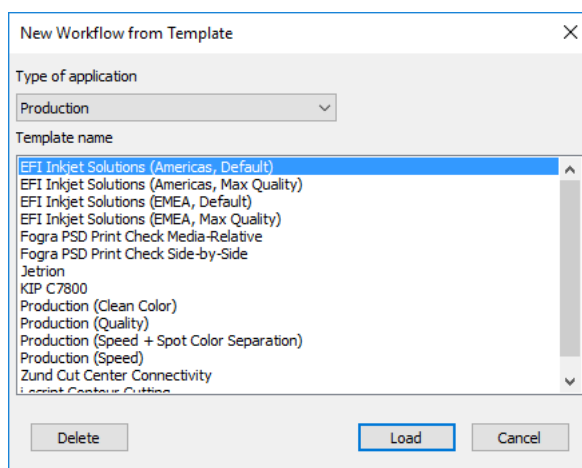 New Workflow from Template
Type of application
Production
Template name
EFI Inkjet Solutions (Americas, Default)
EFI Inkjet Solutions (Americas, Max Quality)
EFI Inkjet Solutions (EMEA, Default)
EFI Inkjet Solutions (EMEA, Max Quality)
Fogra PSD Print Check Media-Relative
Fogra PSD Print Check Side-by-Side
Jetrion
KIP C7800
Production (Clean Color)
Production (Quality)
Production (Speed + Spot Color Separation)
Production (Speed)
Zund Cut Center Connectivity
i-script Contour Cutting
Delete Load Cancel